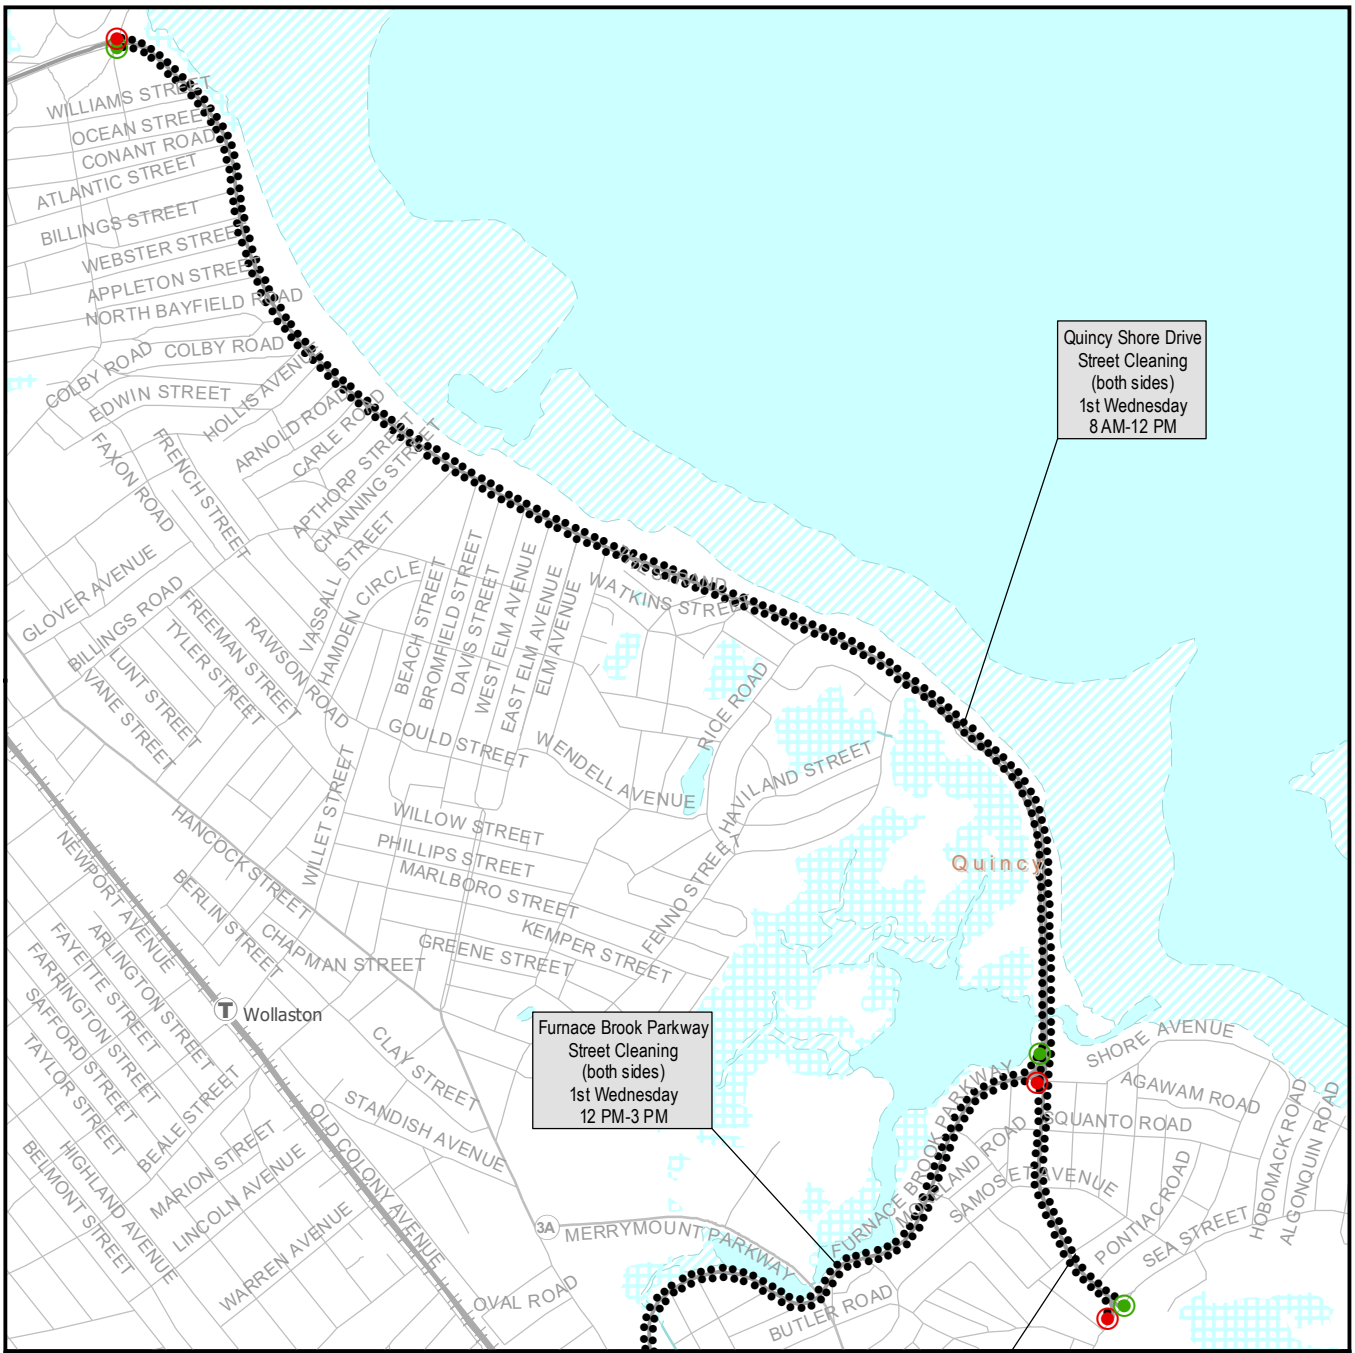 WILLIAMS STREET
OCEAN STREET
CONANT ROAD
ATLANTIC STREET
BILLINGS STREET
WEBSTER STREET
APPLETON STREET
NORTH BAYFIELD ROAD
COLBY ROAD
COLBY ROAD
EDWIN STREET
HOLLIS AVENUE
ARNOLD ROAD
CARLE ROAD
APTHORP STREET
CHANNING STREET
VASSALL STREET
FAXON ROAD
FRENCH STREET
Quincy Shore Drive
Street Cleaning
(both sides)
1st Wednesday
8 AM-12 PM
GLOVER AVENUE
BILLINGS ROAD
FREEMAN STREET
TYLER STREET
LUNT STREET
VANE STREET
RAWSON ROAD
HAMDEN CIRCLE
BEACH STREET
BROMFIELD STREET
DAVIS STREET
WEST ELM AVENUE
EAST ELM AVENUE
ELM AVENUE
WATKINS STREET
RICE ROAD
GOULD STREET
WENDELL AVENUE
HAVILAND STREET
WILLET STREET
WILLOW STREET
PHILLIPS STREET
MARLBORO STREET
KEMPER STREET
GREENE STREET
FENNO STREET
Quincy
HANCOCK STREET
NEWPORT AVENUE
BERLIN STREET
CHAPMAN STREET
ARLINGTON STREET
FAYETTE STREET
FARRINGTON STREET
SAFFORD STREET
TAYLOR STREET
T
Wollaston
CLAY STREET
STANDISH AVENUE
OLD COLONY AVENUE
BEALE STREET
MARION STREET
LINCOLN AVENUE
WARREN AVENUE
HIGHLAND AVENUE
BELMONT STREET
OVAL ROAD
Furnace Brook Parkway
Street Cleaning
(both sides)
1st Wednesday
12 PM-3 PM
3A
MERRYMOUNT PARKWAY
FURNACE BROOK PARKWAY
BUTLER ROAD
MOORLAND ROAD
SAMOSET AVENUE
SQUANTO ROAD
SHORE AVENUE
AGAWAM ROAD
PONTIAC ROAD
SEA STREET
HOBOMACK ROAD
ALGONQUIN ROAD